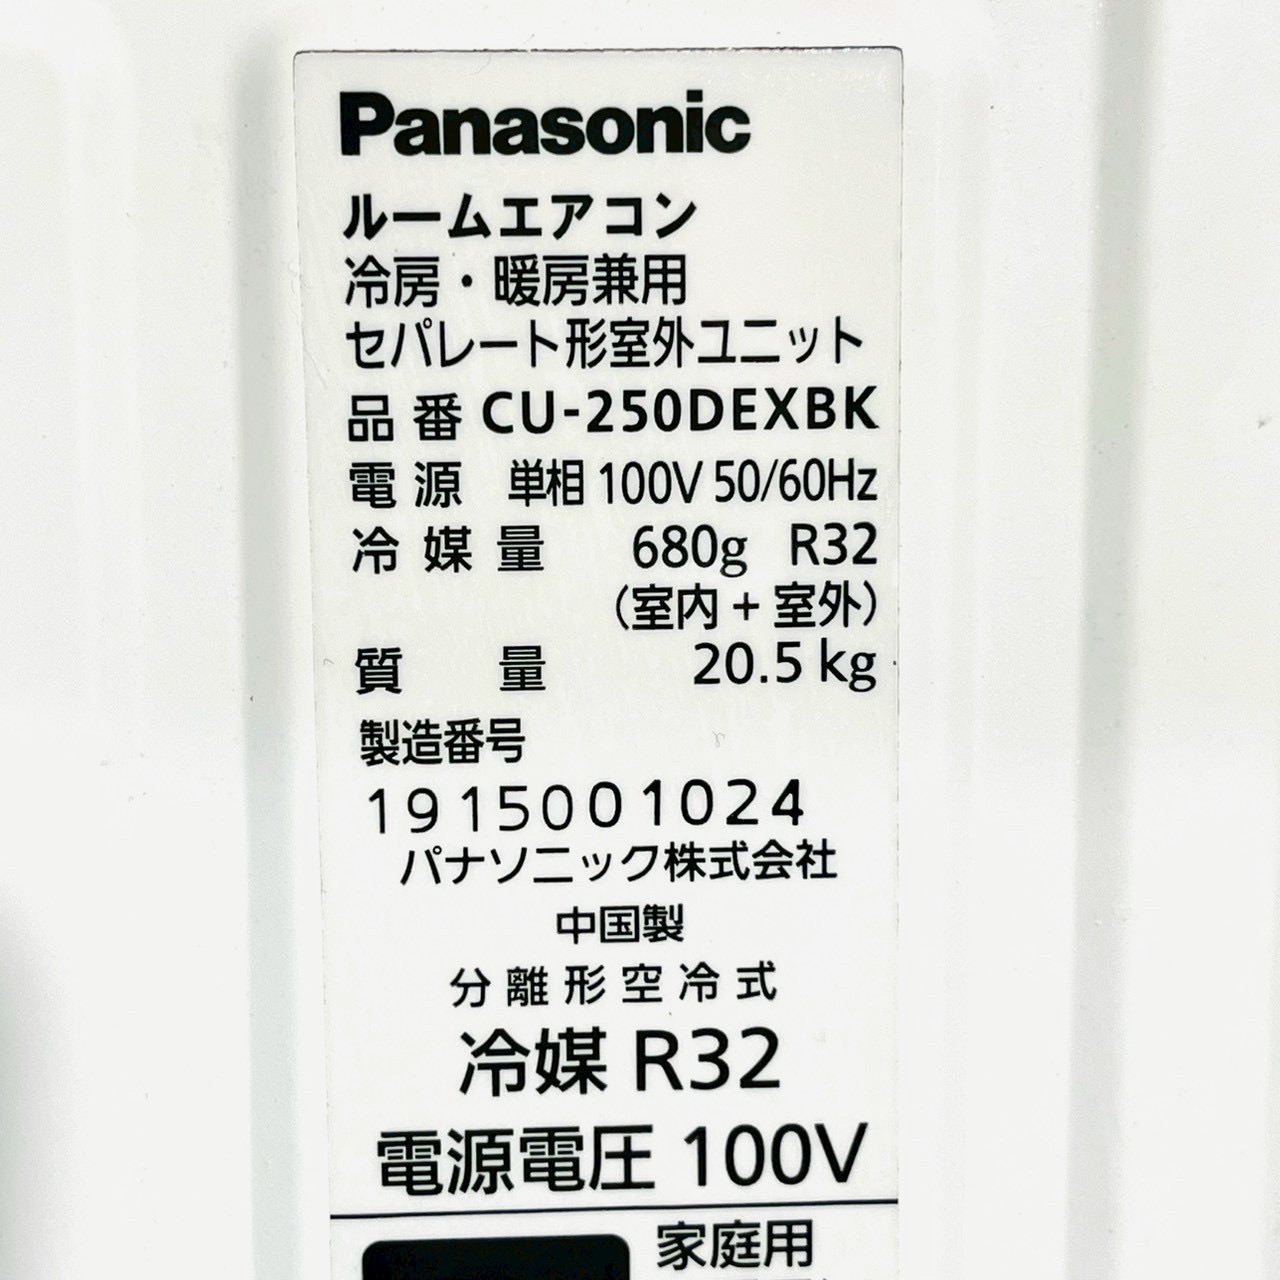 Panasonic
ルームエアコン
冷房・暖房兼用
セパレート形室外ユニット
品番 CU-250DEXBK
電源 単相 100V 50/60Hz
冷媒量 680g R32
（室内 + 室外）
質量 20.5 kg
製造番号
1915001024
パナソニック株式会社
中国製
分離形空冷式
冷媒 R32
電源電圧 100V
家庭用